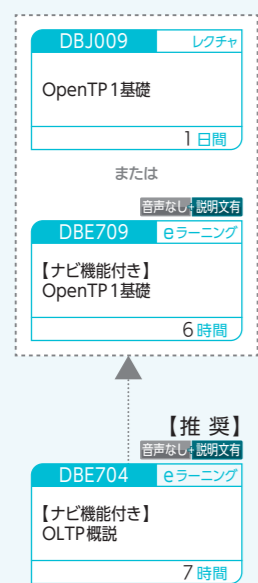 DBJ009 レクチャ
OpenTP1基礎
1日間
または
音声なし+説明文有
DBE709 eラーニング
【ナビ機能付き】
OpenTP1基礎
6時間
【推 奨】
音声なし+説明文有
DBE704 eラーニング
【ナビ機能付き】
OLTP概説
7時間